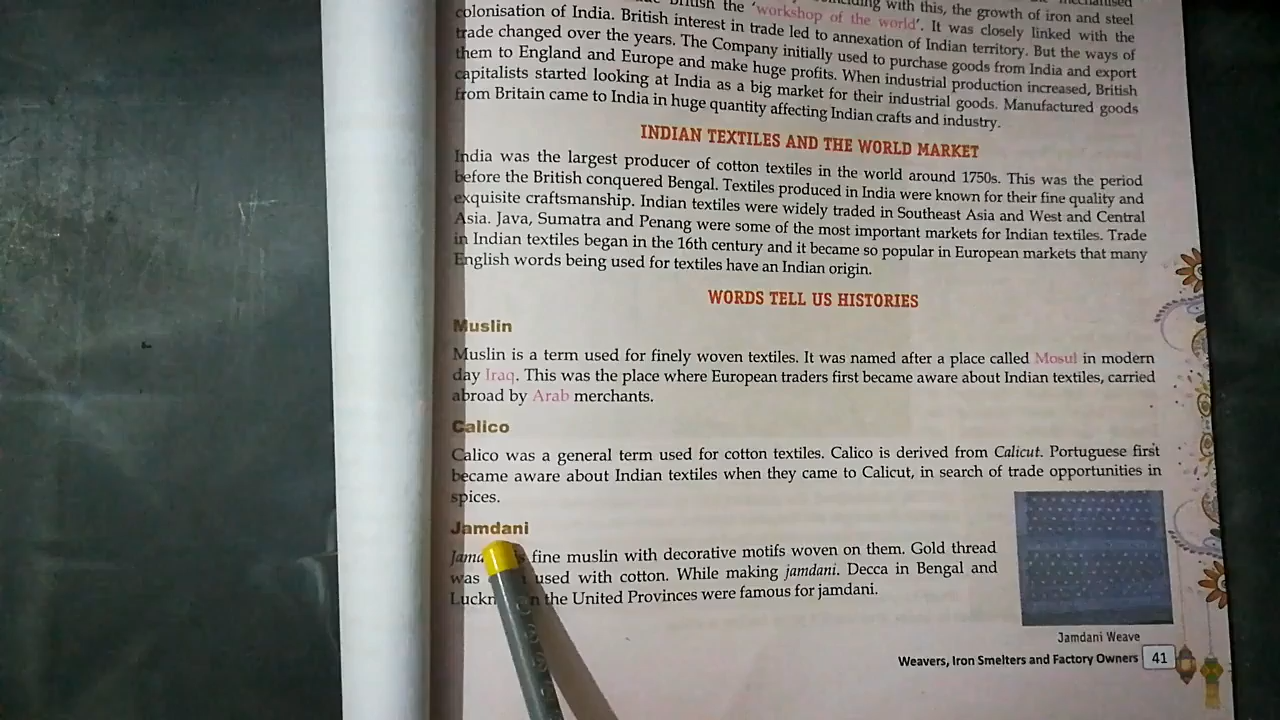 British the 'workshop of the world'. It was closely linked with the
with this, the growth of iron and steel
colonisation of India. British interest in trade led to annexation of Indian territory. But the ways of
trade changed over the years. The Company initially used to purchase goods from India and export
them to England and Europe and make huge profits. When industrial production increased, British
capitalists started looking at India as a big market for their industrial goods. Manufactured goods
from Britain came to India in huge quantity affecting Indian crafts and industry.
INDIAN TEXTILES AND THE WORLD MARKET
India was the largest producer of cotton textiles in the world around 1750s. This was the period
before the British conquered Bengal. Textiles produced in India were known for their fine quality and
exquisite craftsmanship. Indian textiles were widely traded in Southeast Asia and West and Central
Asia. Java, Sumatra and Penang were some of the most important markets for Indian textiles. Trade
in Indian textiles began in the 16th century and it became so popular in European markets that many
English words being used for textiles have an Indian origin.
WORDS TELL US HISTORIES
Muslin
Muslin is a term used for finely woven textiles. It was named after a place called Mosul in modern
day Iraq. This was the place where European traders first became aware about Indian textiles, carried
abroad by Arab merchants.
Calico
Calico was a general term used for cotton textiles. Calico is derived from Calicut. Portuguese first
became aware about Indian textiles when they came to Calicut, in search of trade opportunities in
spices.
Jamdani
fine muslin with decorative motifs woven on them. Gold thread
was used with cotton. While making jamdani. Decca in Bengal and
the United Provinces were famous for jamdani.
Jamdani Weave
Weavers, Iron Smelters and Factory Owners 41